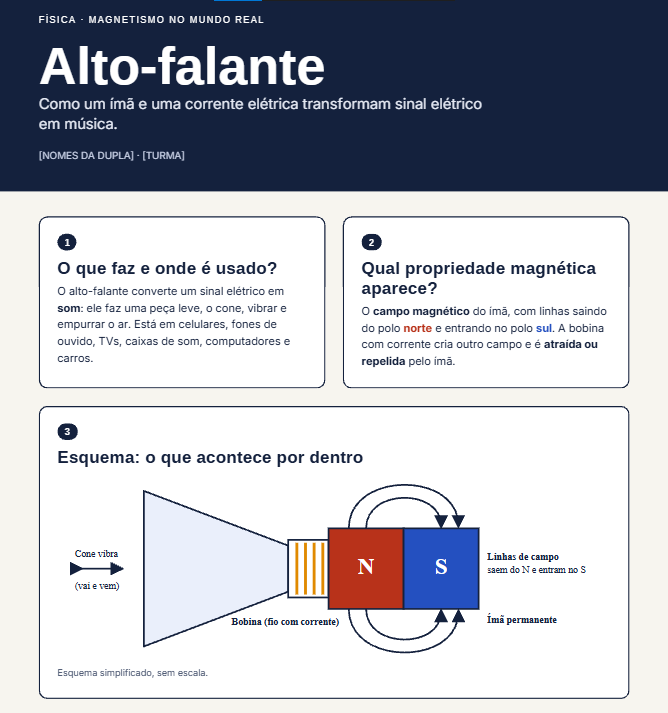 FÍSICA · MAGNETISMO NO MUNDO REAL
Alto-falante
Como um ímã e uma corrente elétrica transformam sinal elétrico
em música.
[NOMES DA DUPLA] · [TURMA]
1
O que faz e onde é usado?
O alto-falante converte um sinal elétrico em
som: ele faz uma peça leve, o cone, vibrar e
empurrar o ar. Está em celulares, fones de
ouvido, TVs, caixas de som, computadores e
carros.
2
Qual propriedade magnética
aparece?
O campo magnético do ímã, com linhas saindo
do polo norte e entrando no polo sul. A bobina
com corrente cria outro campo e é atraída ou
repelida pelo ímã.
3
Esquema: o que acontece por dentro
Cone vibra
(vai e vem)
Bobina (fio com corrente)
N
S
Linhas de campo
saem do N e entram no S
Ímã permanente
Esquema simplificado, sem escala.